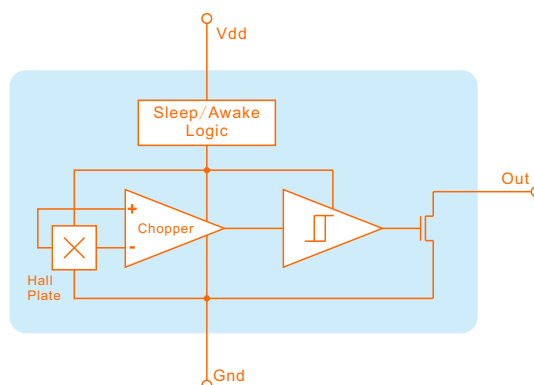 Vdd
Sleep/Awake
Logic
Out
+
Chopper
-
Hall
Plate
Gnd